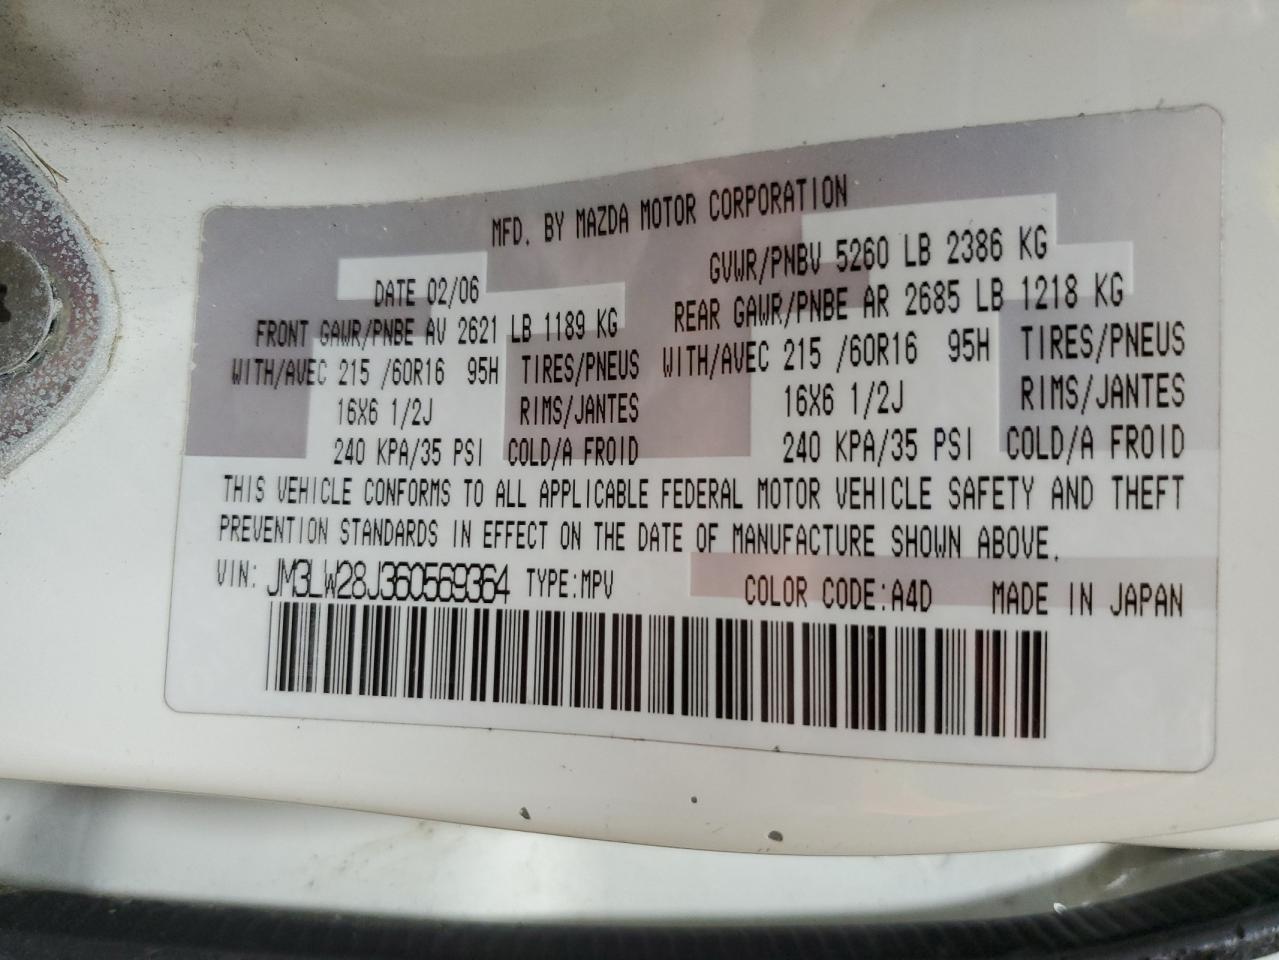 MFD. BY MAZDA MOTOR CORPORATION
DATE 02/06 GVWR/PNBV 5260 LB 2386 KG
FRONT GAWR/PNBE AV 2621 LB 1189 KG REAR GAWR/PNBE AR 2685 LB 1218 KG
WITH/AVEC 215 /60R16 95H TIRES/PNEUS WITH/AVEC 215 /60R16 95H TIRES/PNEUS
16X6 1/2J RIMS/JANTES 16X6 1/2J RIMS/JANTES
240 KPA/35 PSI COLD/A FROID 240 KPA/35 PSI COLD/A FROID
THIS VEHICLE CONFORMS TO ALL APPLICABLE FEDERAL MOTOR VEHICLE SAFETY AND THEFT
PREVENTION STANDARDS IN EFFECT ON THE DATE OF MANUFACTURE SHOWN ABOVE.
VIN: JM3LW28J360569364 TYPE:MPV COLOR CODE:A4D MADE IN JAPAN